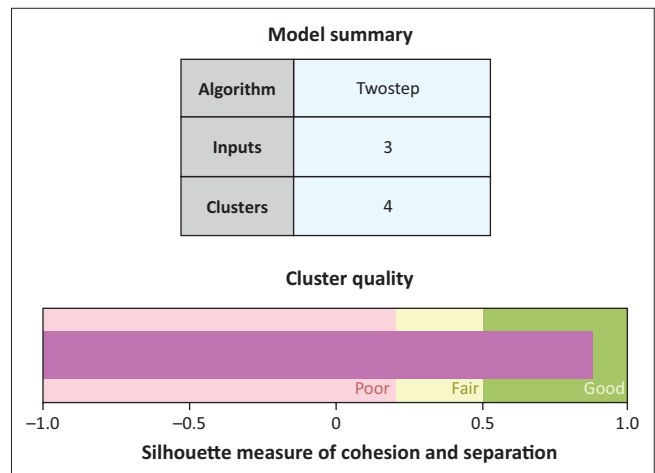 Model summary
Algorithm Twostep
Inputs 3
Clusters 4
Cluster quality
Poor Fair Good
–1.0 –0.5 0 0.5 1.0
Silhouette measure of cohesion and separation